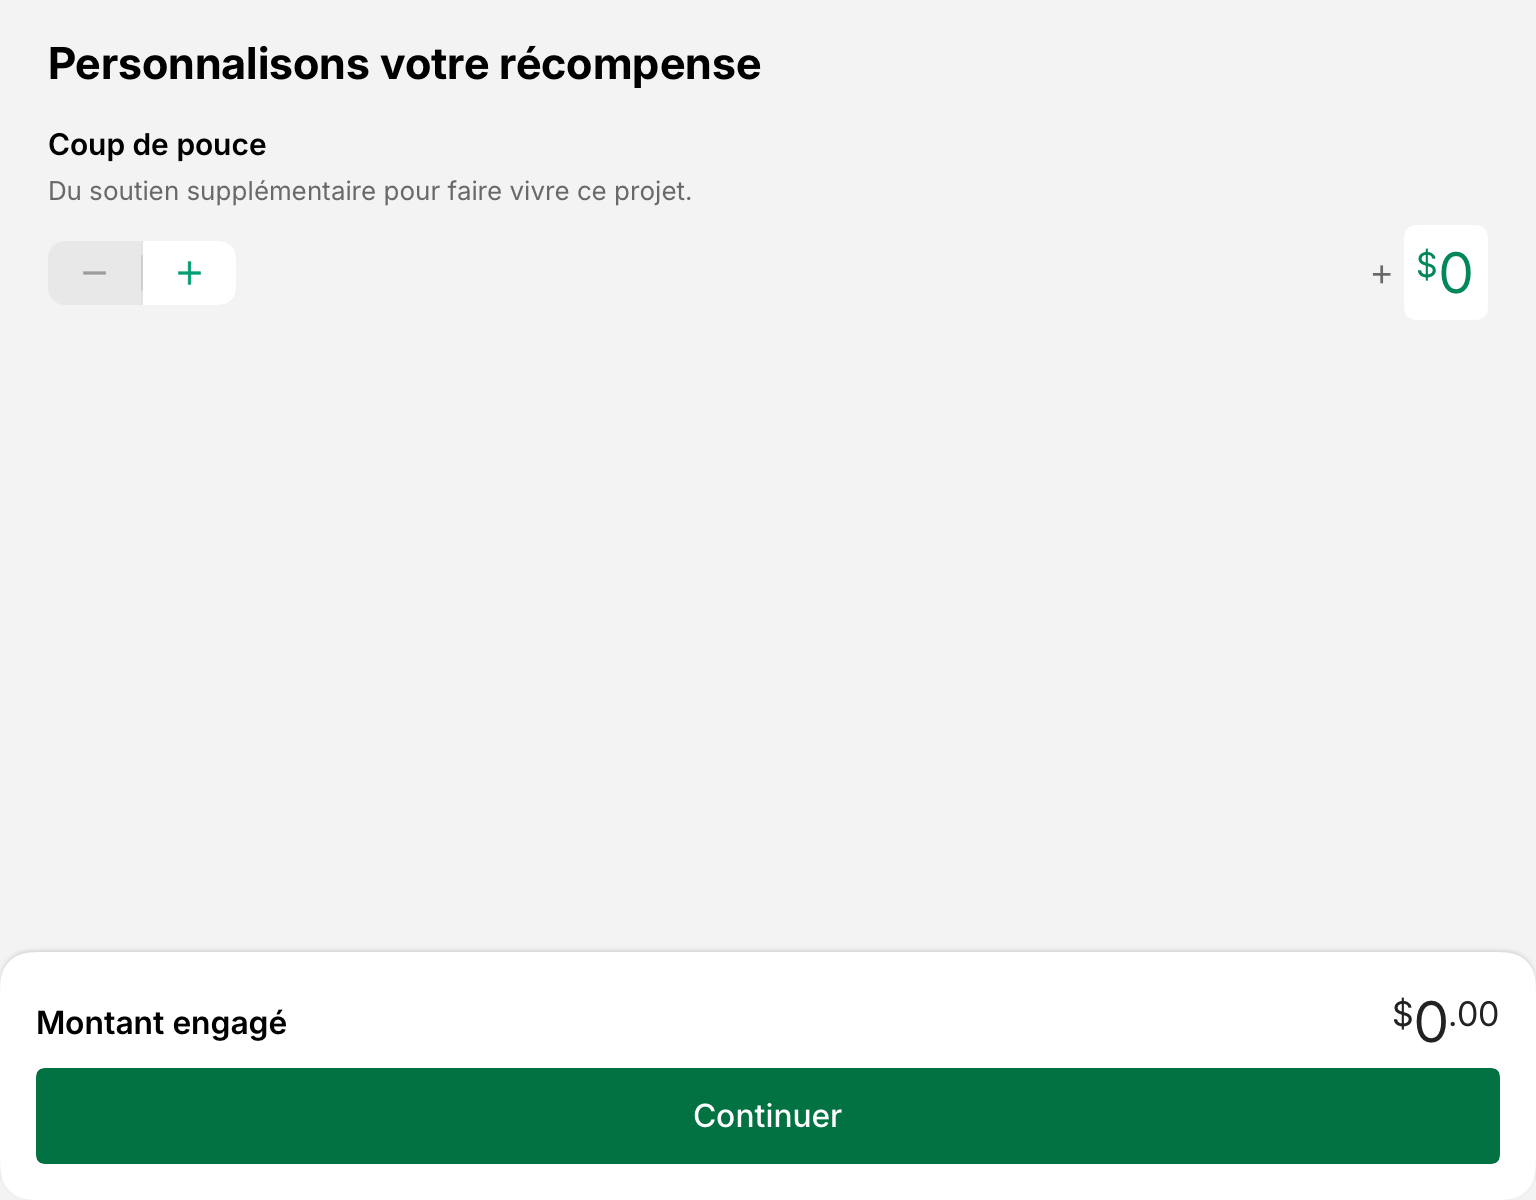 Personnalisons votre récompense
Coup de pouce
Du soutien supplémentaire pour faire vivre ce projet.
− + + $0
Montant engagé $0.00
Continuer